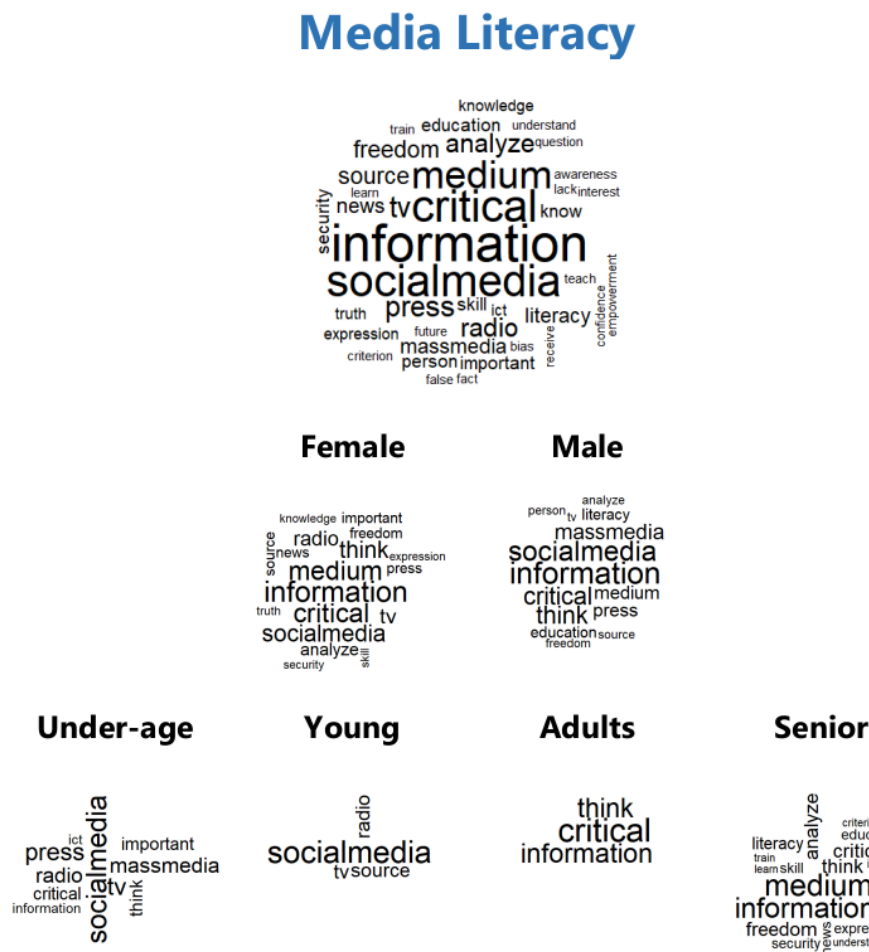 Media Literacy
knowledge
train education understand
freedom analyze question
source medium awareness
learn lack interest
security news tv critical know
information
socialmedia teach
press skill ict literacy confidence empowerment
truth
expression future radio receive
criterion massmedia bias
person important
false fact
Female Male
knowledge important
radio freedom
source news think expression
medium press
information
truth critical tv
socialmedia
analyze skill
security
analyze
person tv literacy
massmedia
socialmedia
information
critical medium
think press
education source
freedom
Under-age Young Adults Senior
socialmedia
ict important
press massmedia
radio tv
critical think
information
radio
socialmedia
tv source
think
critical
information
analyze
literacy
train think
learn skill
medium
information
freedom news
security